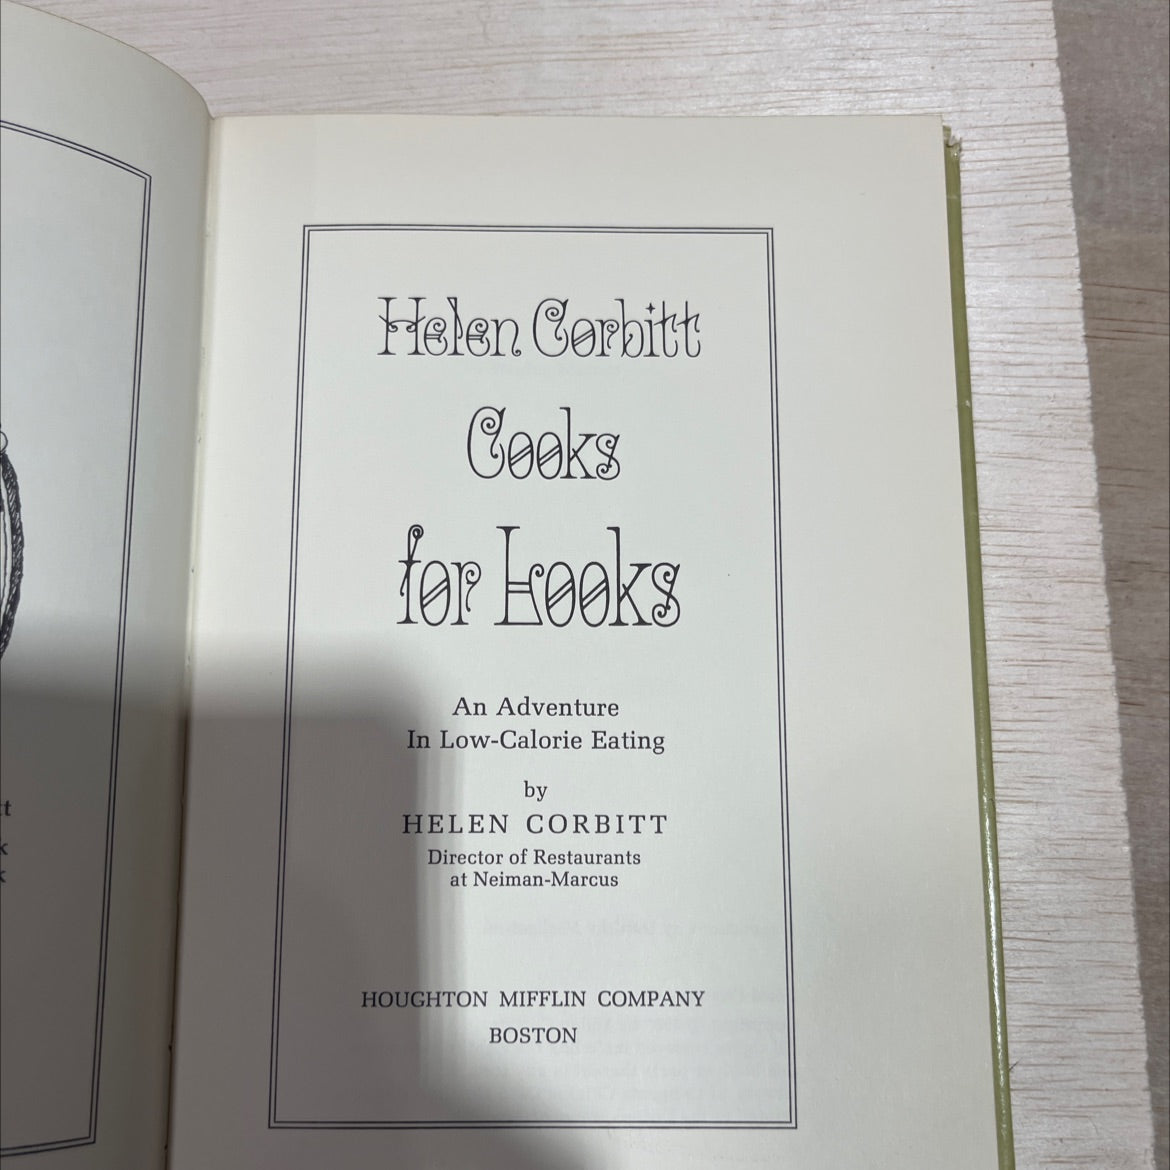 Helen Corbitt
Cooks
for Looks
An Adventure
In Low-Calorie Eating
by
HELEN CORBITT
Director of Restaurants
at Neiman-Marcus
HOUGHTON MIFFLIN COMPANY
BOSTON